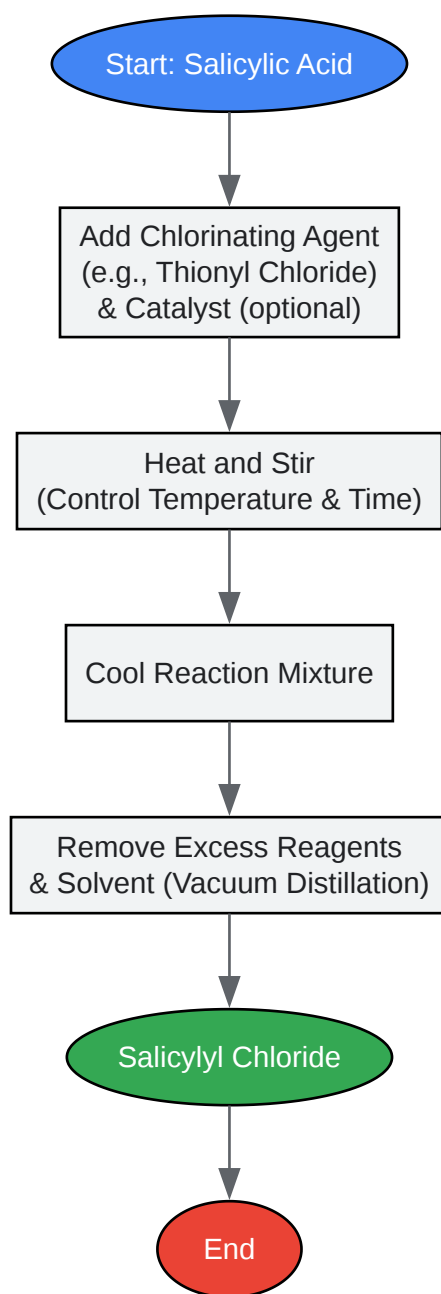 Start: Salicylic Acid
Add Chlorinating Agent
(e.g., Thionyl Chloride)
& Catalyst (optional)
Heat and Stir
(Control Temperature & Time)
Cool Reaction Mixture
Remove Excess Reagents
& Solvent (Vacuum Distillation)
Salicylyl Chloride
End